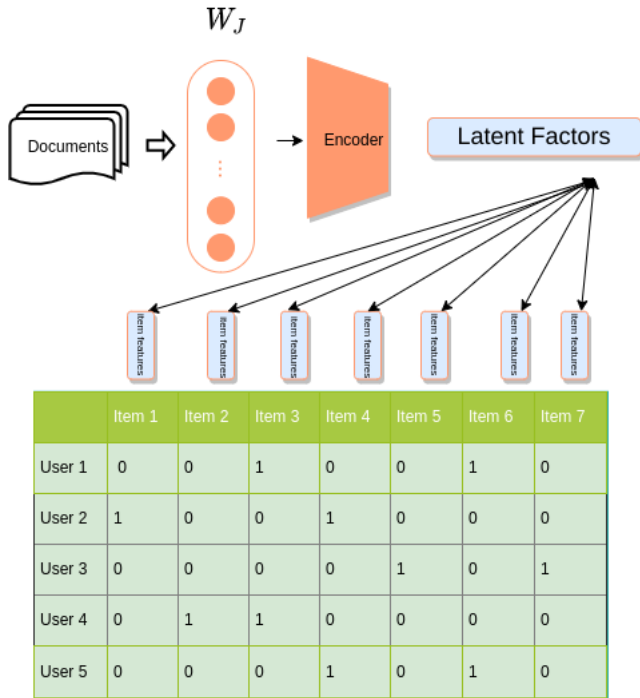 W_J
Documents
...
Encoder
Latent Factors
item features item features item features item features item features item features item features
Item 1 Item 2 Item 3 Item 4 Item 5 Item 6 Item 7
User 1 0 0 1 0 0 1 0
User 2 1 0 0 1 0 0 0
User 3 0 0 0 0 1 0 1
User 4 0 1 1 0 0 0 0
User 5 0 0 0 1 0 1 0